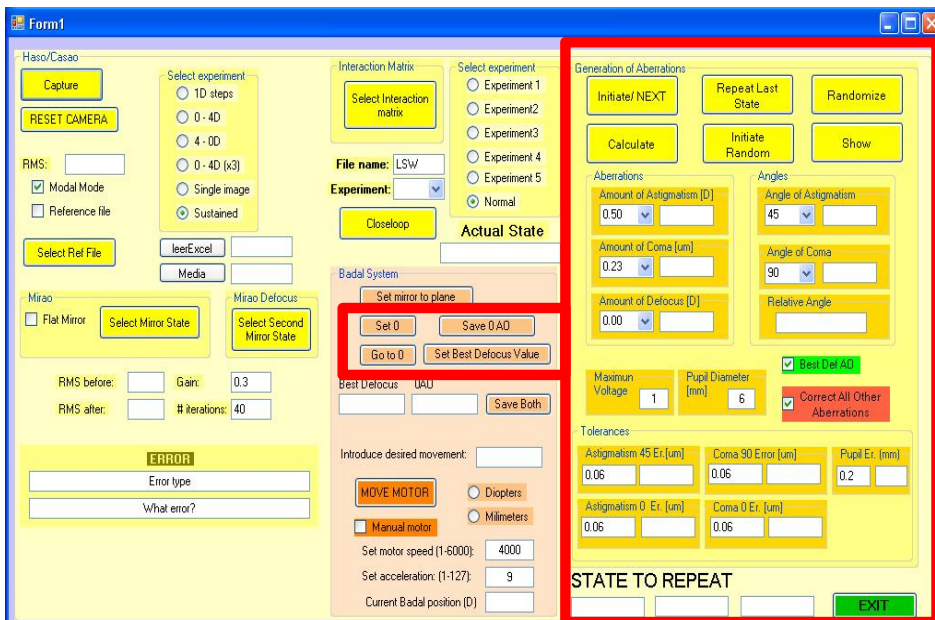 Form1
Haso/Casao
Capture
RESET CAMERA
RMS:
Modal Mode
Reference file
Select Ref File
Select experiment
1D steps
0 - 4D
4 - 0D
0 - 4D (x3)
Single image
Sustained
leerExcel
Media
Mirao
Flat Mirror
Select Mirror State
Mirao Defocus
Select Second
Mirror State
RMS before:
Gain:
0.3
RMS after:
# iterations:
40
ERROR
Error type
What error?
Interaction Matrix
Select Interaction
matrix
File name:
LSW
Experiment:
Closeloop
Select experiment
Experiment 1
Experiment2
Experiment3
Experiment 4
Experiment 5
Normal
Actual State
Badal System
Set mirror to plane
Set 0
Save 0 AO
Go to 0
Set Best Defocus Value
Best Defocus
0AO
Save Both
Introduce desired movement:
MOVE MOTOR
Diopters
Milimeters
Manual motor
Set motor speed (1-6000):
4000
Set acceleration: (1-127):
9
Current Badal position (D)
Generation of Aberrations
Initiate/ NEXT
Repeat Last
State
Randomize
Calculate
Initiate
Random
Show
Aberrations
Amount of Astigmatism [D]
0.50
Amount of Coma [um]
0.23
Amount of Defocus [D]
0.00
Angles
Angle of Astigmatism
45
Angle of Coma
90
Relative Angle
Maximun
Voltage
1
Pupil Diameter
[mm]
6
Best Def AO
Correct All Other
Aberrations
Tolerances
Astigmatism 45 Er.[um]
0.06
Coma 90 Error [um]
0.06
Pupil Er. (mm)
0.2
Astigmatism 0 Er. [um]
0.06
Coma 0 Er. [um]
0.06
STATE TO REPEAT
EXIT